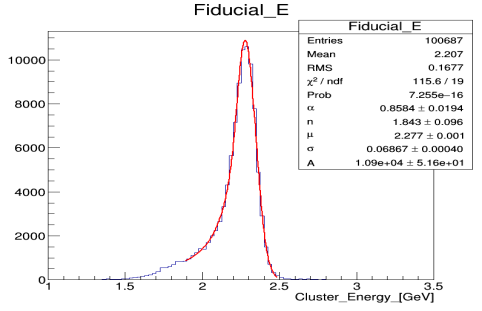 Fiducial_E
Fiducial_E
Entries 100687
Mean 2.207
RMS 0.1677
χ² / ndf 115.6 / 19
Prob 7.255e−16
α 0.8584 ± 0.0194
n 1.843 ± 0.096
μ 2.277 ± 0.001
σ 0.06867 ± 0.00040
A 1.09e+04 ± 5.16e+01
10000
8000
6000
4000
2000
0
1 1.5 2 2.5 3 3.5
Cluster_Energy_[GeV]